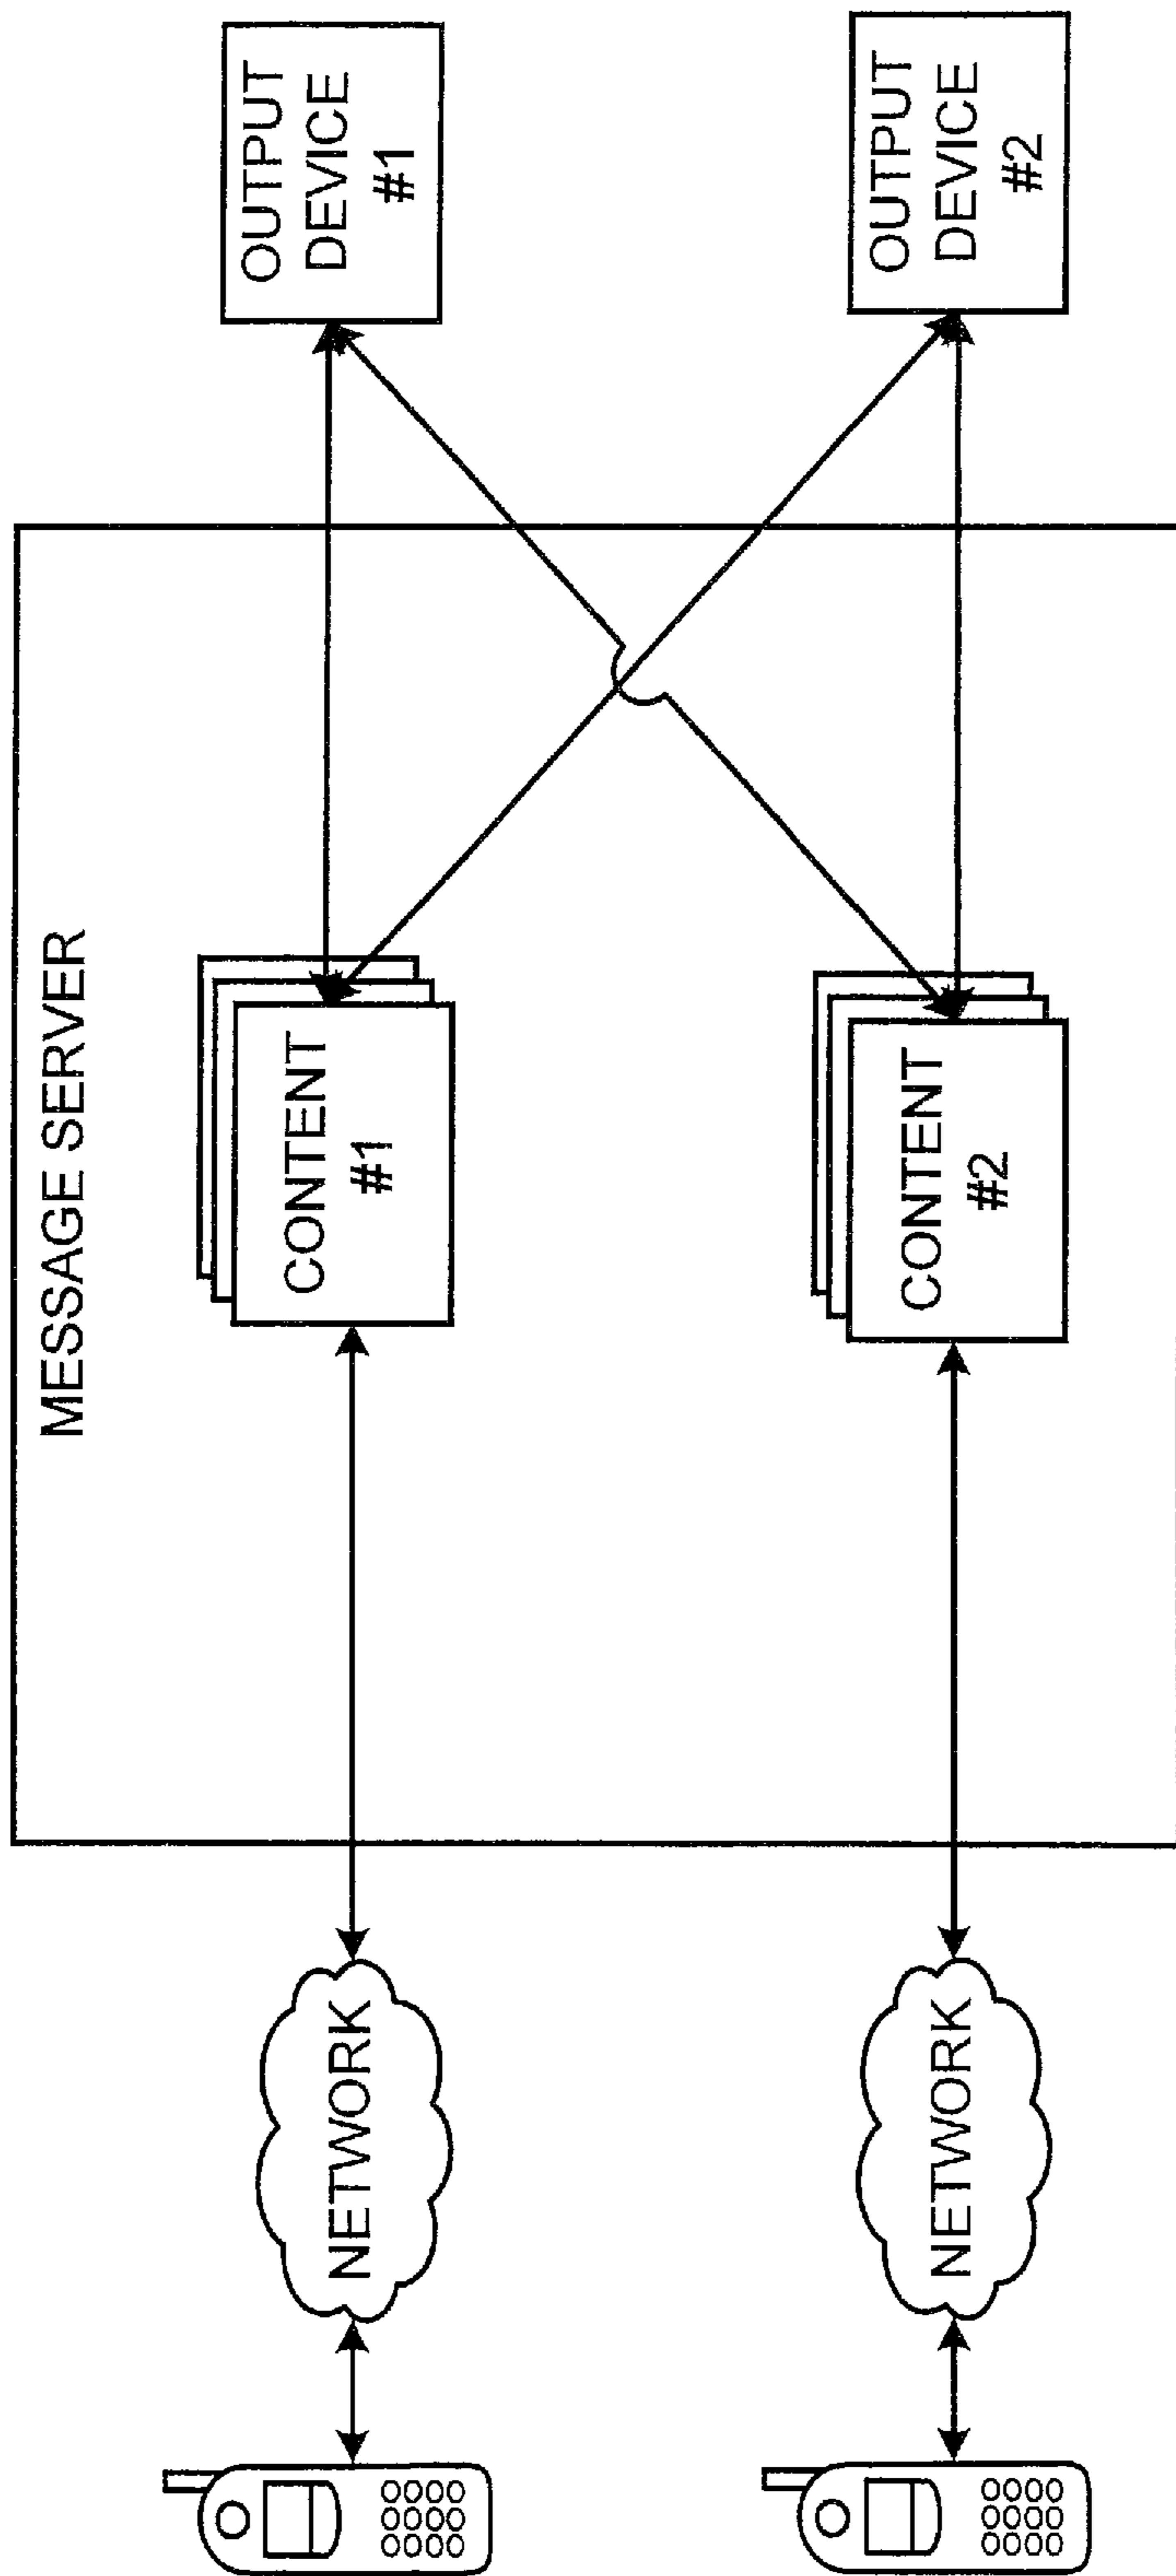 MESSAGE SERVER
NETWORK
CONTENT
#1
OUTPUT
DEVICE
#1
NETWORK
CONTENT
#2
OUTPUT
DEVICE
#2